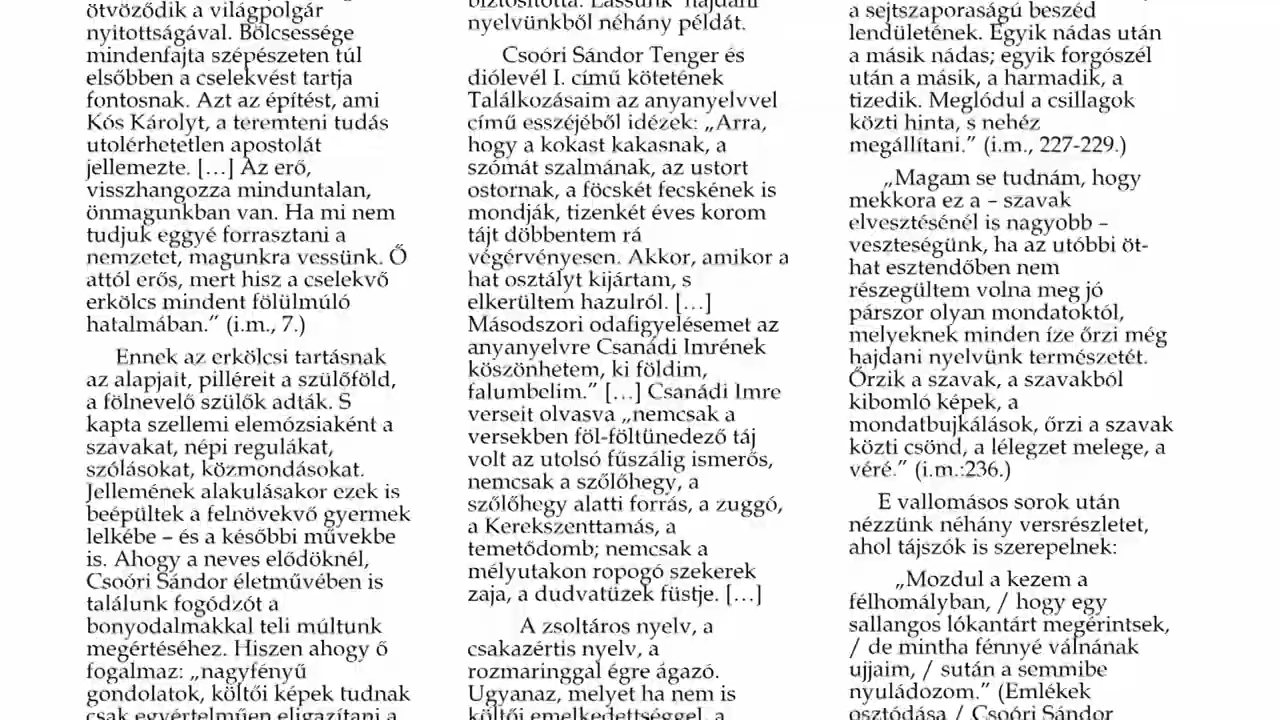 ötvöződik a világpolgár
nyitottságával. Bölcsessége
mindenfajta szépészeten túl
elsőbben a cselekvést tartja
fontosnak. Azt az építést, ami
Kós Károlyt, a teremteni tudás
utolérhetetlen apostolát
jellemezte. […] Az erő,
visszhangozza minduntalan,
önmagunkban van. Ha mi nem
tudjuk eggyé forrasztani a
nemzetet, magunkra vessünk. Ő
attól erős, mert hisz a cselekvő
erkölcs mindent fölülmúló
hatalmában.” (i.m., 7.)
Ennek az erkölcsi tartásnak
az alapjait, pilléreit a szülőföld,
a fölnevelő szülők adták. S
kapta szellemi elemózsiaként a
szavakat, népi regulákat,
szólásokat, közmondásokat.
Jellemének alakulásakor ezek is
beépültek a felnövekvő gyermek
lelkébe – és a későbbi művekbe
is. Ahogy a neves elődöknél,
Csoóri Sándor életművében is
találunk fogódzót a
bonyodalmakkal teli múltunk
megértéséhez. Hiszen ahogy ő
fogalmaz: „nagyfényű
gondolatok, költői képek tudnak
csak egyértelműen eligazítani a
biztosította. Lássunk hajdani
nyelvünkből néhány példát.
Csoóri Sándor Tenger és
diólevél I. című kötetének
Találkozásaim az anyanyelvvel
című esszéjéből idézek: „Arra,
hogy a kokast kakasnak, a
szómát szalmának, az ustort
ostornak, a föcskét fecskének is
mondják, tizenkét éves korom
tájt döbbentem rá
végérvényesen. Akkor, amikor a
hat osztályt kijártam, s
elkerültem hazulról. […]
Másodszori odafigyelésemet az
anyanyelvre Csanádi Imrének
köszönhetem, ki földim,
falumbelim.” […] Csanádi Imre
verseit olvasva „nemcsak a
versekben föl-föltünedező táj
volt az utolsó fűszálig ismerős,
nemcsak a szőlőhegy, a
szőlőhegy alatti forrás, a zuggó,
a Kerekszenttamás, a
temetődomb; nemcsak a
mélyutakon ropogó szekerek
zaja, a dudvatüzek füstje. […]
A zsoltáros nyelv, a
csakazértis nyelv, a
rozmaringgal égre ágazó.
Ugyanaz, melyet ha nem is
költői emelkedettséggel, a
a sejtszaporaságú beszéd
lendületének. Egyik nádas után
a másik nádas; egyik forgószél
után a másik, a harmadik, a
tizedik. Meglódul a csillagok
közti hinta, s nehéz
megállítani.” (i.m., 227-229.)
„Magam se tudnám, hogy
mekkora ez a – szavak
elvesztésénél is nagyobb –
veszteségünk, ha az utóbbi öt-
hat esztendőben nem
részegültem volna meg jó
párszor olyan mondatoktól,
melyeknek minden íze őrzi még
hajdani nyelvünk természetét.
Őrzik a szavak, a szavakból
kibomló képek, a
mondatbujkálások, őrzi a szavak
közti csönd, a lélegzet melege, a
véré.” (i.m.:236.)
E vallomásos sorok után
nézzünk néhány versrészletet,
ahol tájszók is szerepelnek:
„Mozdul a kezem a
félhomályban, / hogy egy
sallangos lókantárt megérintsek,
/ de mintha fénnyé válnának
ujjaim, / sután a semmibe
nyuládozom.” (Emlékek
osztódása / Csoóri Sándor